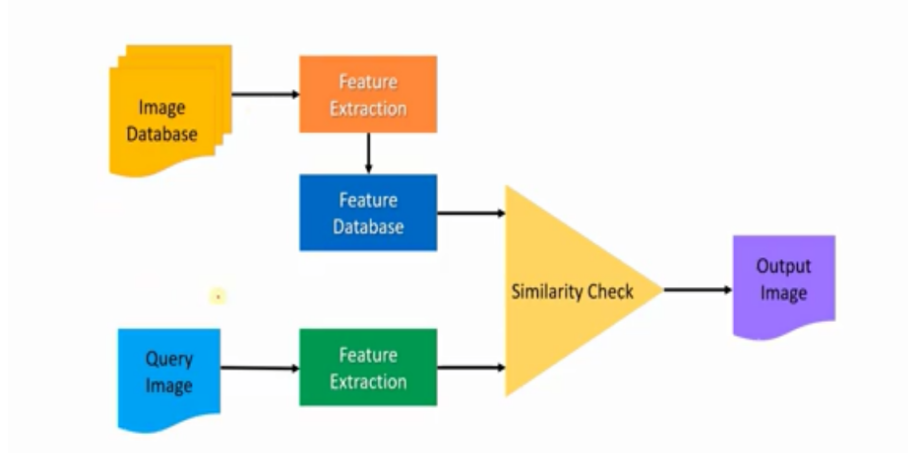 Image
Database
Feature
Extraction
Feature
Database
Similarity Check
Output
Image
Query
Image
Feature
Extraction